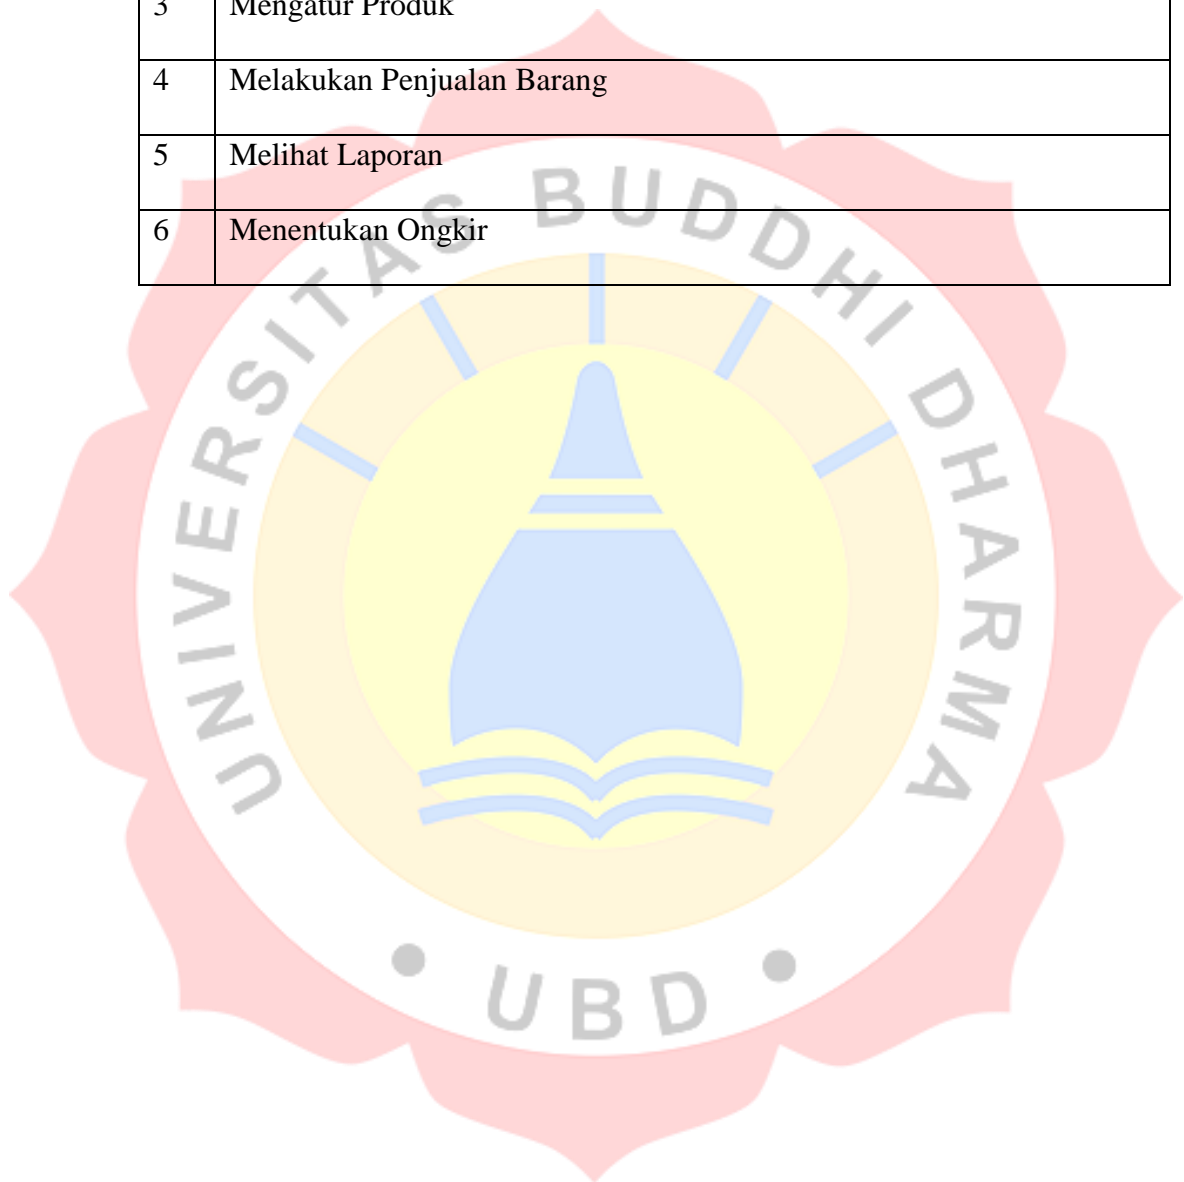 3 Mengatur Produk
4 Melakukan Penjualan Barang
5 Melihat Laporan
6 Menentukan Ongkir
UNIVERSITAS BUDDHI DHARMA
• UBD •